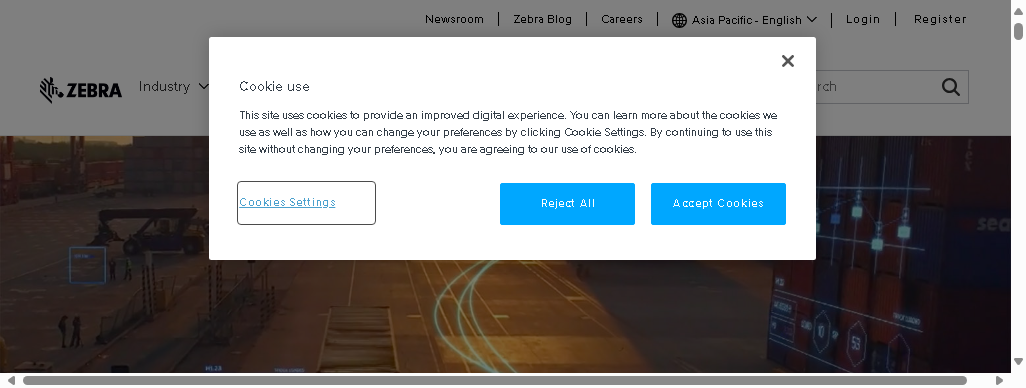 Newsroom
Zebra Blog
Careers
Asia Pacific - English
Login
Register
ZEBRA
Industry
rch
Cookie use
This site uses cookies to provide an improved digital experience. You can learn more about the cookies we
use as well as how you can change your preferences by clicking Cookie Settings. By continuing to use this
site without changing your preferences, you are agreeing to our use of cookies.
Cookies Settings
Reject All
Accept Cookies
sea
10
53